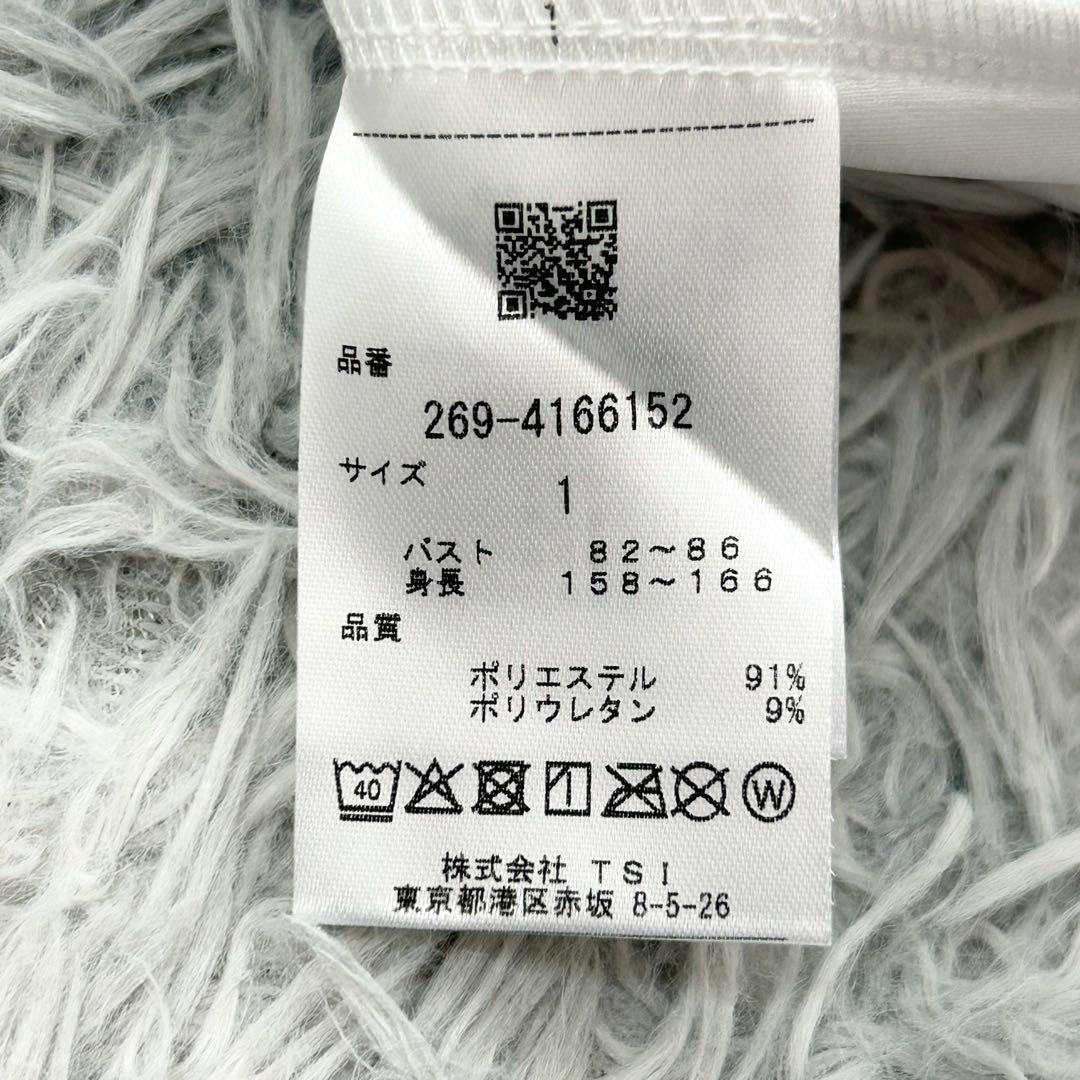 1
品番
269-4166152
サイズ
1
バスト 82～86
身長 158～166
品質
ポリエステル 91%
ポリウレタン 9%
40 W
株式会社 TSI
東京都港区赤坂 8-5-26